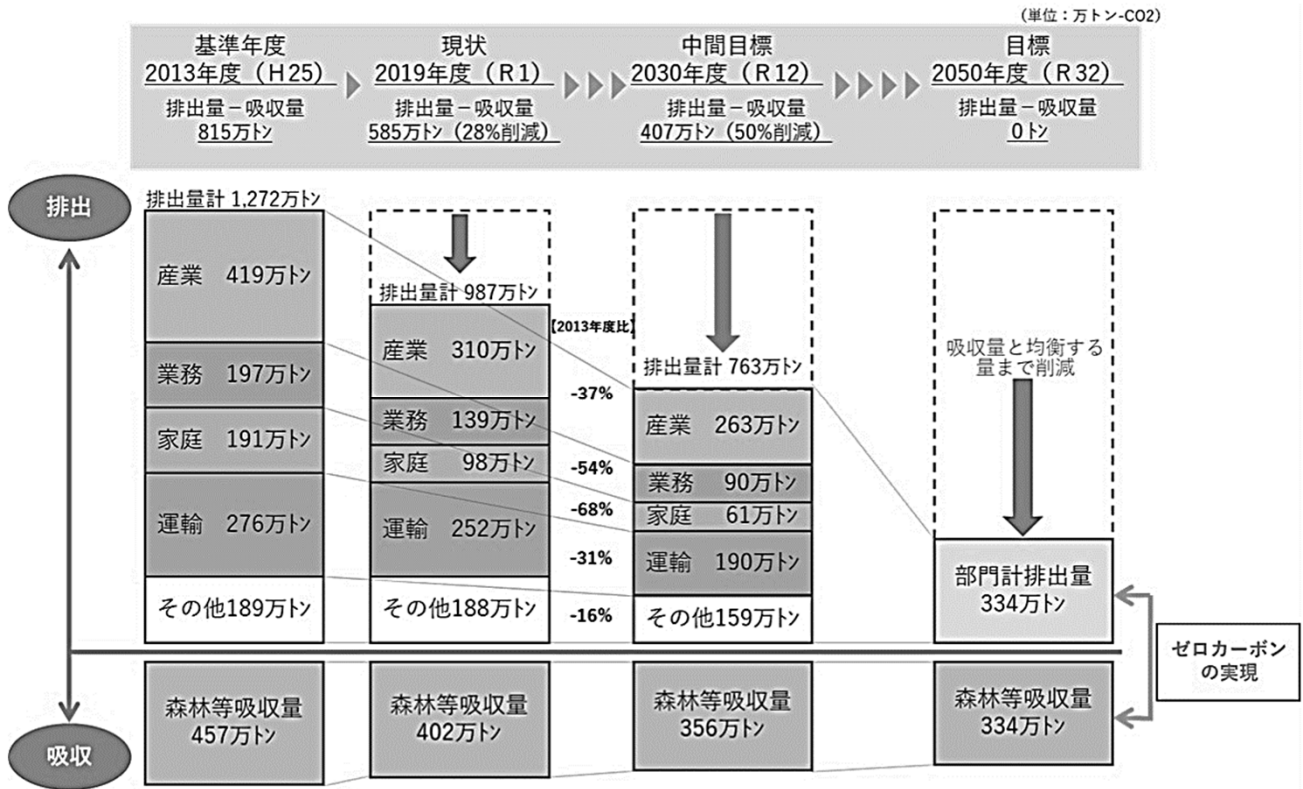 (単位：万トン-CO2)
基準年度
2013年度（H25）
排出量－吸収量
815万トン
現状
2019年度（R1）
排出量－吸収量
585万トン（28%削減）
中間目標
2030年度（R12）
排出量－吸収量
407万トン（50%削減）
目標
2050年度（R32）
排出量－吸収量
0トン
排出
排出量計 1,272万トン
産業 419万トン
業務 197万トン
家庭 191万トン
運輸 276万トン
その他189万トン
排出量計 987万トン
産業 310万トン
業務 139万トン
家庭 98万トン
運輸 252万トン
その他188万トン
【2013年度比】
-37%
-54%
-68%
-31%
-16%
排出量計 763万トン
産業 263万トン
業務 90万トン
家庭 61万トン
運輸 190万トン
その他159万トン
吸収量と均衡する
量まで削減
部門計排出量
334万トン
ゼロカーボン
の実現
吸収
森林等吸収量
457万トン
森林等吸収量
402万トン
森林等吸収量
356万トン
森林等吸収量
334万トン